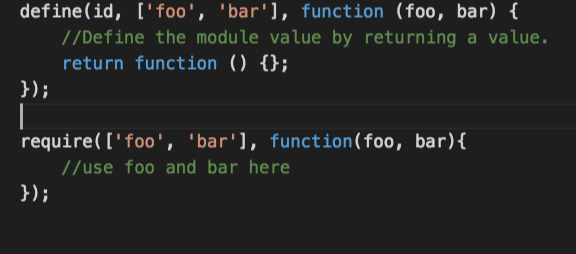 define(id, ['foo', 'bar'], function (foo, bar) {
    //Define the module value by returning a value.
    return function () {};
});
require(['foo', 'bar'], function(foo, bar){
    //use foo and bar here
});